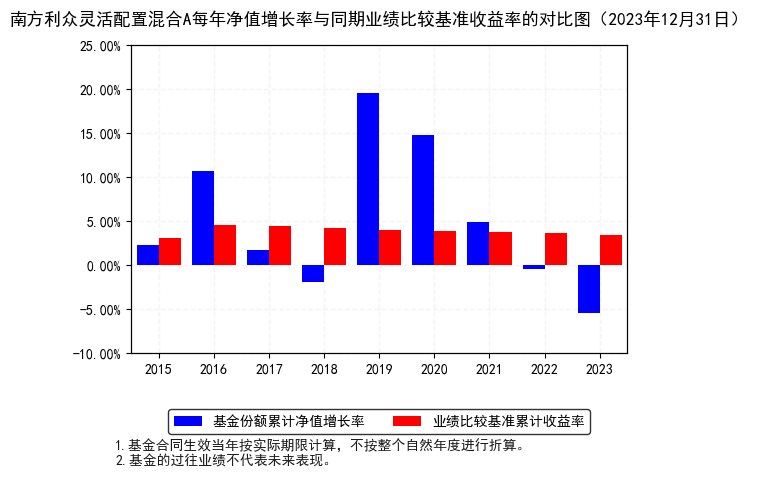 南方利众灵活配置混合A每年净值增长率与同期业绩比较基准收益率的对比图（2023年12月31日）
25.00%
20.00%
15.00%
10.00%
5.00%
0.00%
-5.00%
-10.00%
2015 2016 2017 2018 2019 2020 2021 2022 2023
基金份额累计净值增长率 业绩比较基准累计收益率
1.基金合同生效当年按实际期限计算，不按整个自然年度进行折算。
2.基金的过往业绩不代表未来表现。